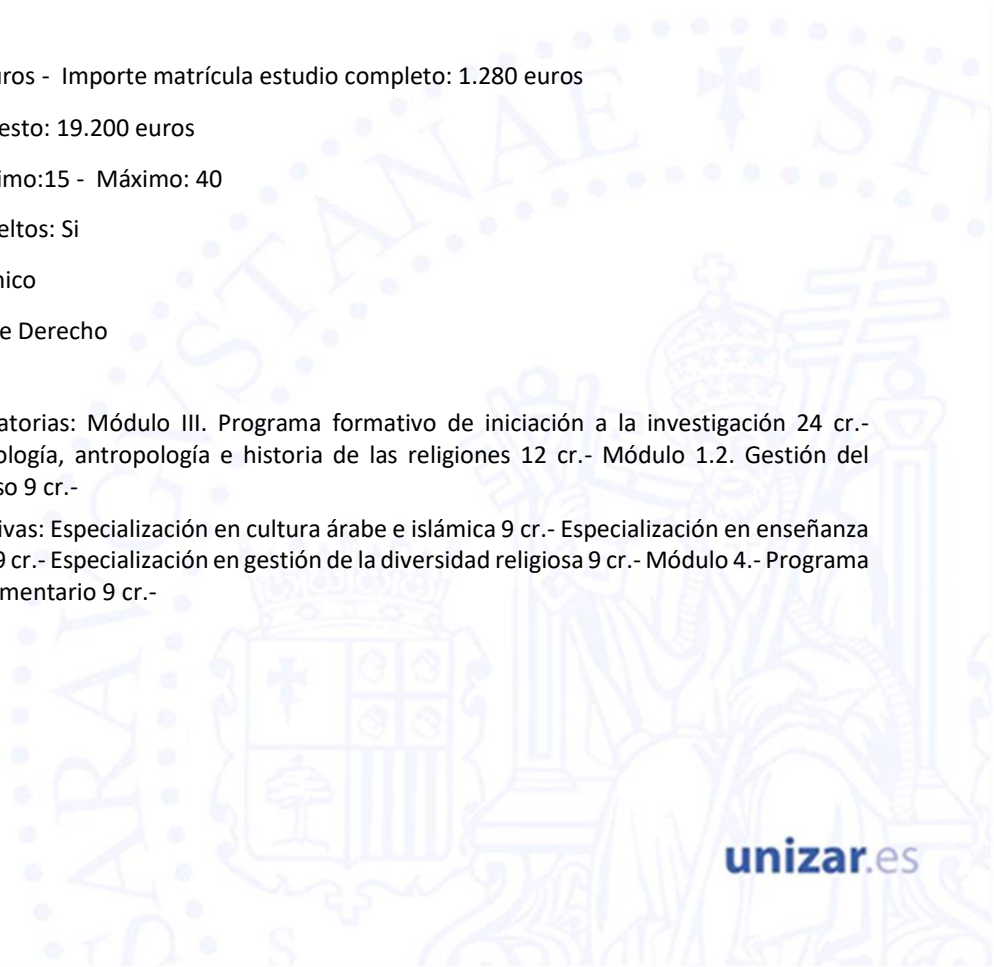 uros - Importe matrícula estudio completo: 1.280 euros
esto: 19.200 euros
imo:15 - Máximo: 40
eltos: Si
nico
e Derecho
atorias: Módulo III. Programa formativo de iniciación a la investigación 24 cr.-
ología, antropología e historia de las religiones 12 cr.- Módulo 1.2. Gestión del
so 9 cr.-
ivas: Especialización en cultura árabe e islámica 9 cr.- Especialización en enseñanza
9 cr.- Especialización en gestión de la diversidad religiosa 9 cr.- Módulo 4.- Programa
mentario 9 cr.-
unizar.es